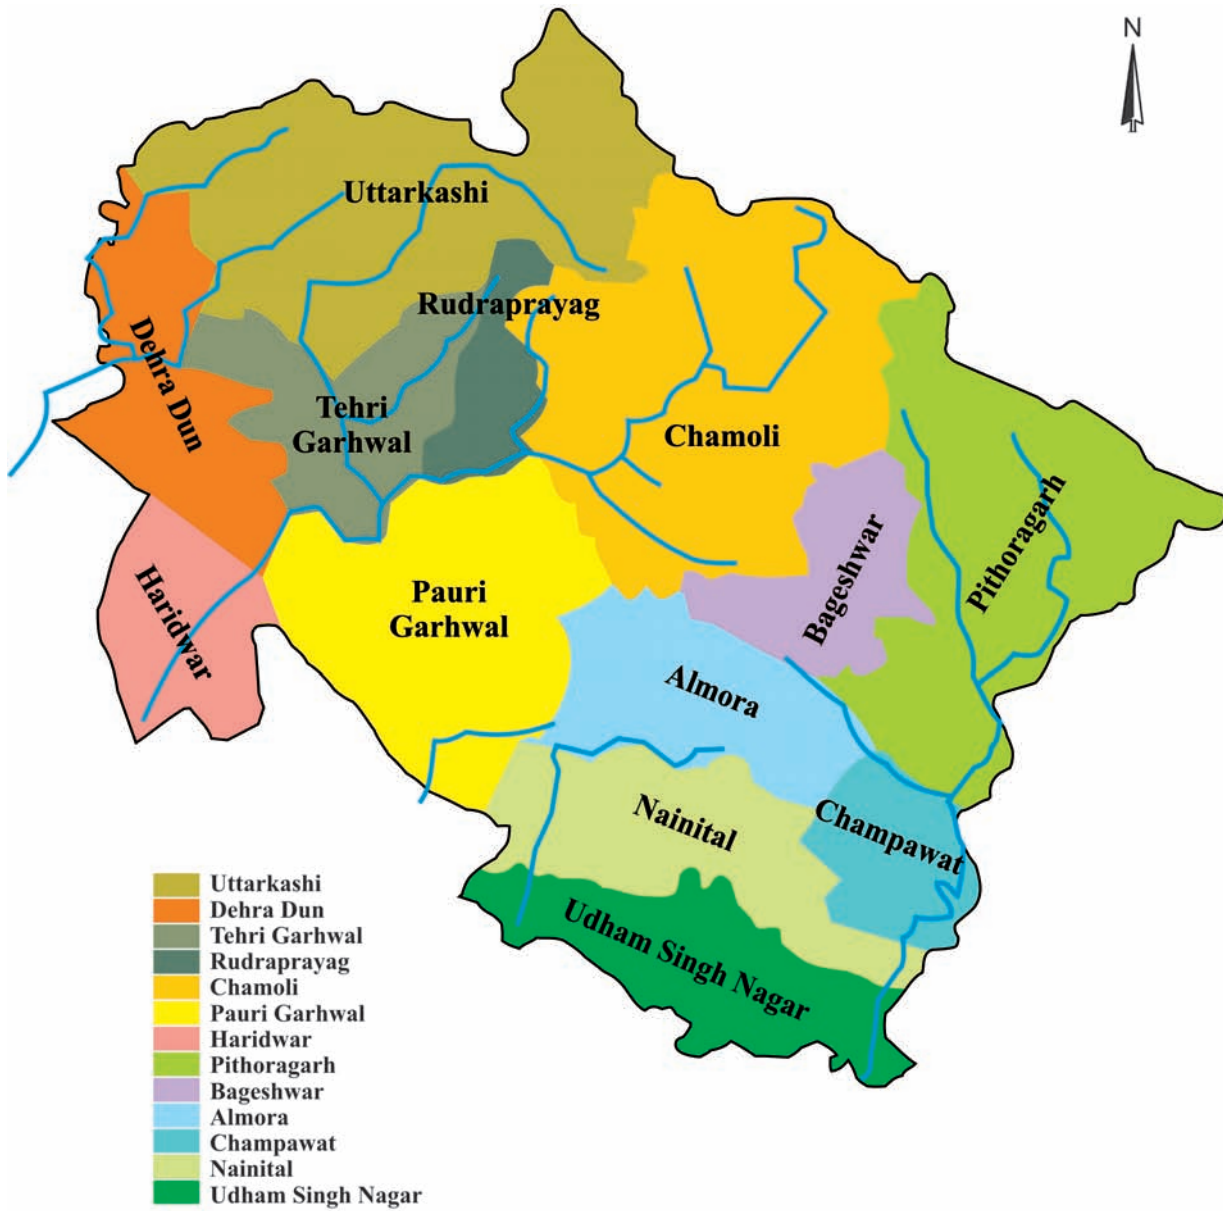 N
Uttarkashi
Rudraprayag
Dehra Dun
Tehri
Garhwal
Chamoli
Pithoragarh
Bageshwar
Haridwar
Pauri
Garhwal
Almora
Nainital
Champawat
Udham Singh Nagar
Uttarkashi
Dehra Dun
Tehri Garhwal
Rudraprayag
Chamoli
Pauri Garhwal
Haridwar
Pithoragarh
Bageshwar
Almora
Champawat
Nainital
Udham Singh Nagar